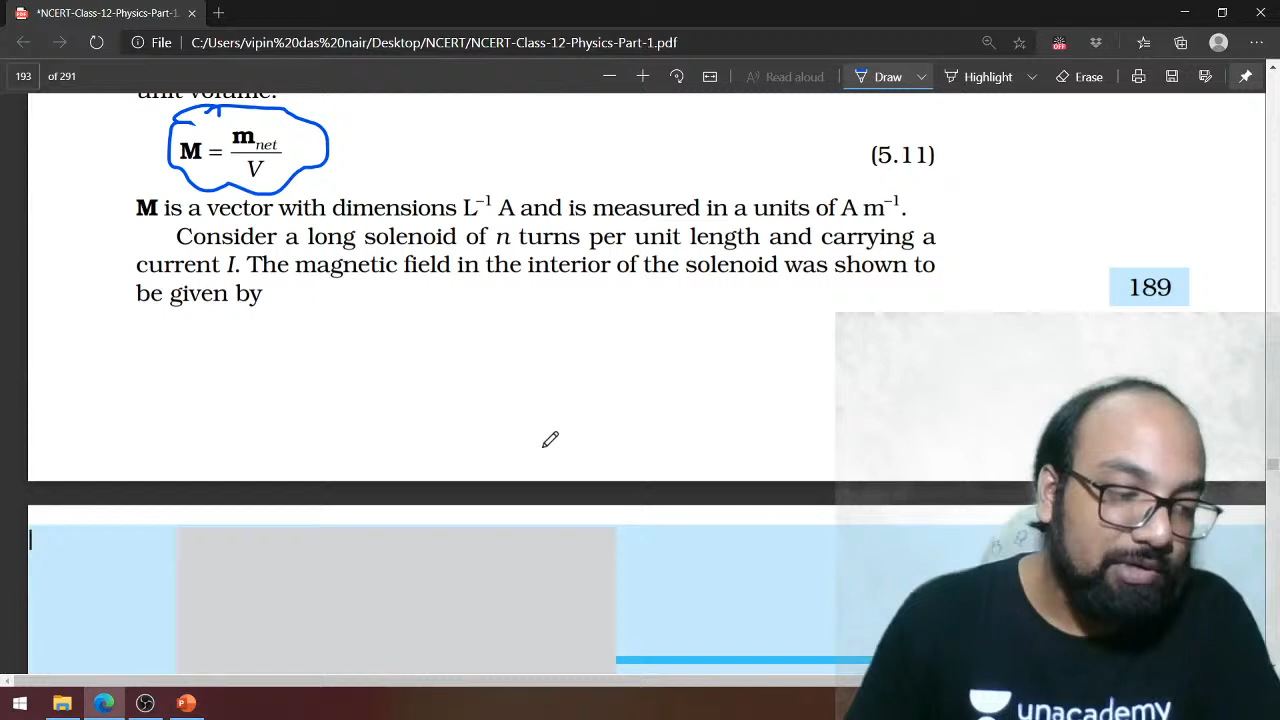 *NCERT-Class-12-Physics-Part-1.
File C:/Users/vipin%20das%20nair/Desktop/NCERT/NCERT-Class-12-Physics-Part-1.pdf
OFF
193 of 291
Read aloud
Draw
Highlight
Erase
unit volume.
M = m_net / V
(5.11)
M is a vector with dimensions L⁻¹ A and is measured in a units of A m⁻¹.
Consider a long solenoid of n turns per unit length and carrying a
current I. The magnetic field in the interior of the solenoid was shown to
be given by
189
unacademy